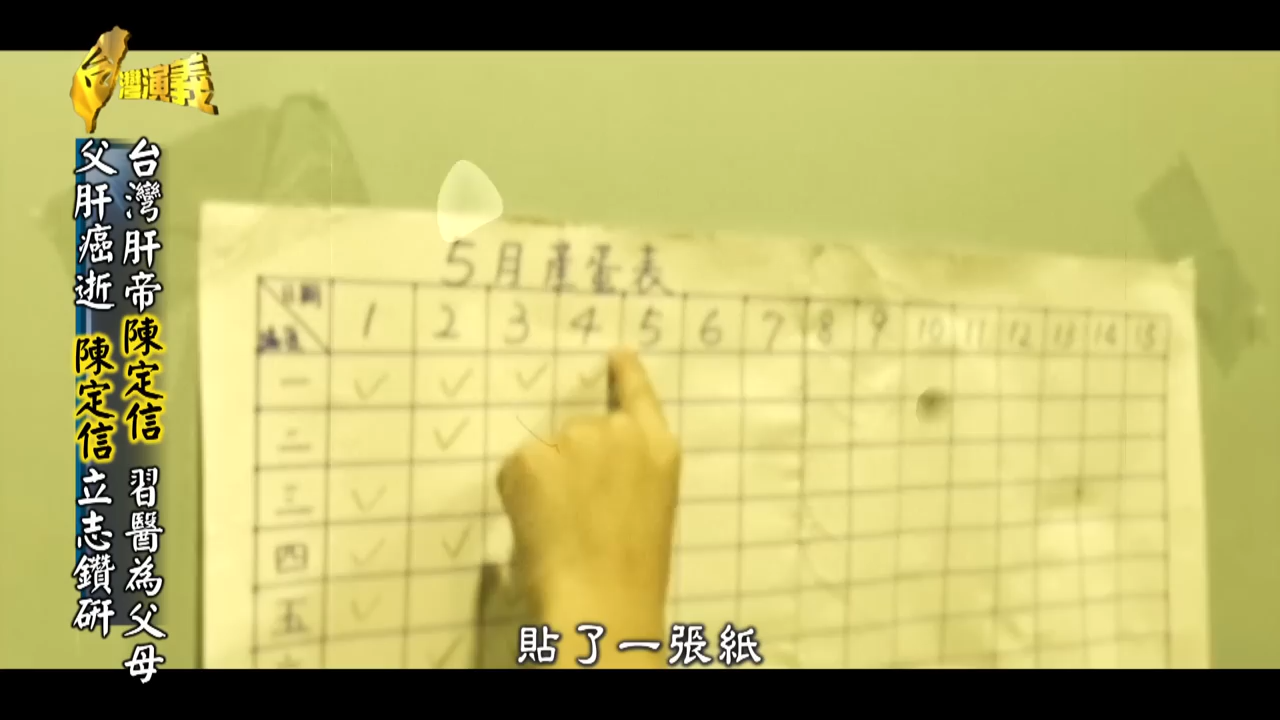 台灣演義
台灣肝帝陳定信 習醫為父母
父肝癌逝 陳定信立志鑽研
5月產蛋表
日期
1 2 3 4 5 6 7 8 9 10 11 12 13 14 15
一
二
三
四
五
貼了一張紙